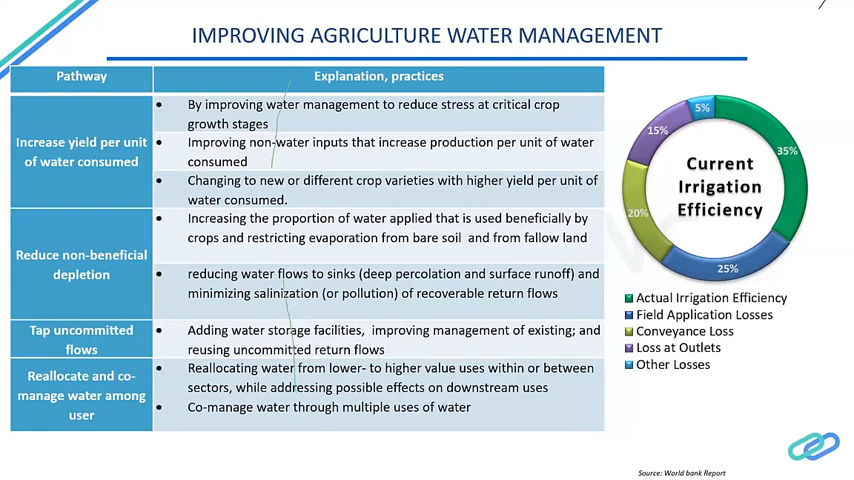 IMPROVING AGRICULTURE WATER MANAGEMENT
Pathway
Explanation, practices
Increase yield per unit
of water consumed
• By improving water management to reduce stress at critical crop
growth stages
• Improving non-water inputs that increase production per unit of water
consumed
• Changing to new or different crop varieties with higher yield per unit of
water consumed.
Reduce non-beneficial
depletion
• Increasing the proportion of water applied that is used beneficially by
crops and restricting evaporation from bare soil and from fallow land
• reducing water flows to sinks (deep percolation and surface runoff) and
minimizing salinization (or pollution) of recoverable return flows
Tap uncommitted
flows
• Adding water storage facilities, improving management of existing; and
reusing uncommitted return flows
Reallocate and co-
manage water among
user
• Reallocating water from lower- to higher value uses within or between
sectors, while addressing possible effects on downstream uses
• Co-manage water through multiple uses of water
5%
15%
35%
20%
25%
Current
Irrigation
Efficiency
Actual Irrigation Efficiency
Field Application Losses
Conveyance Loss
Loss at Outlets
Other Losses
Source: World bank Report